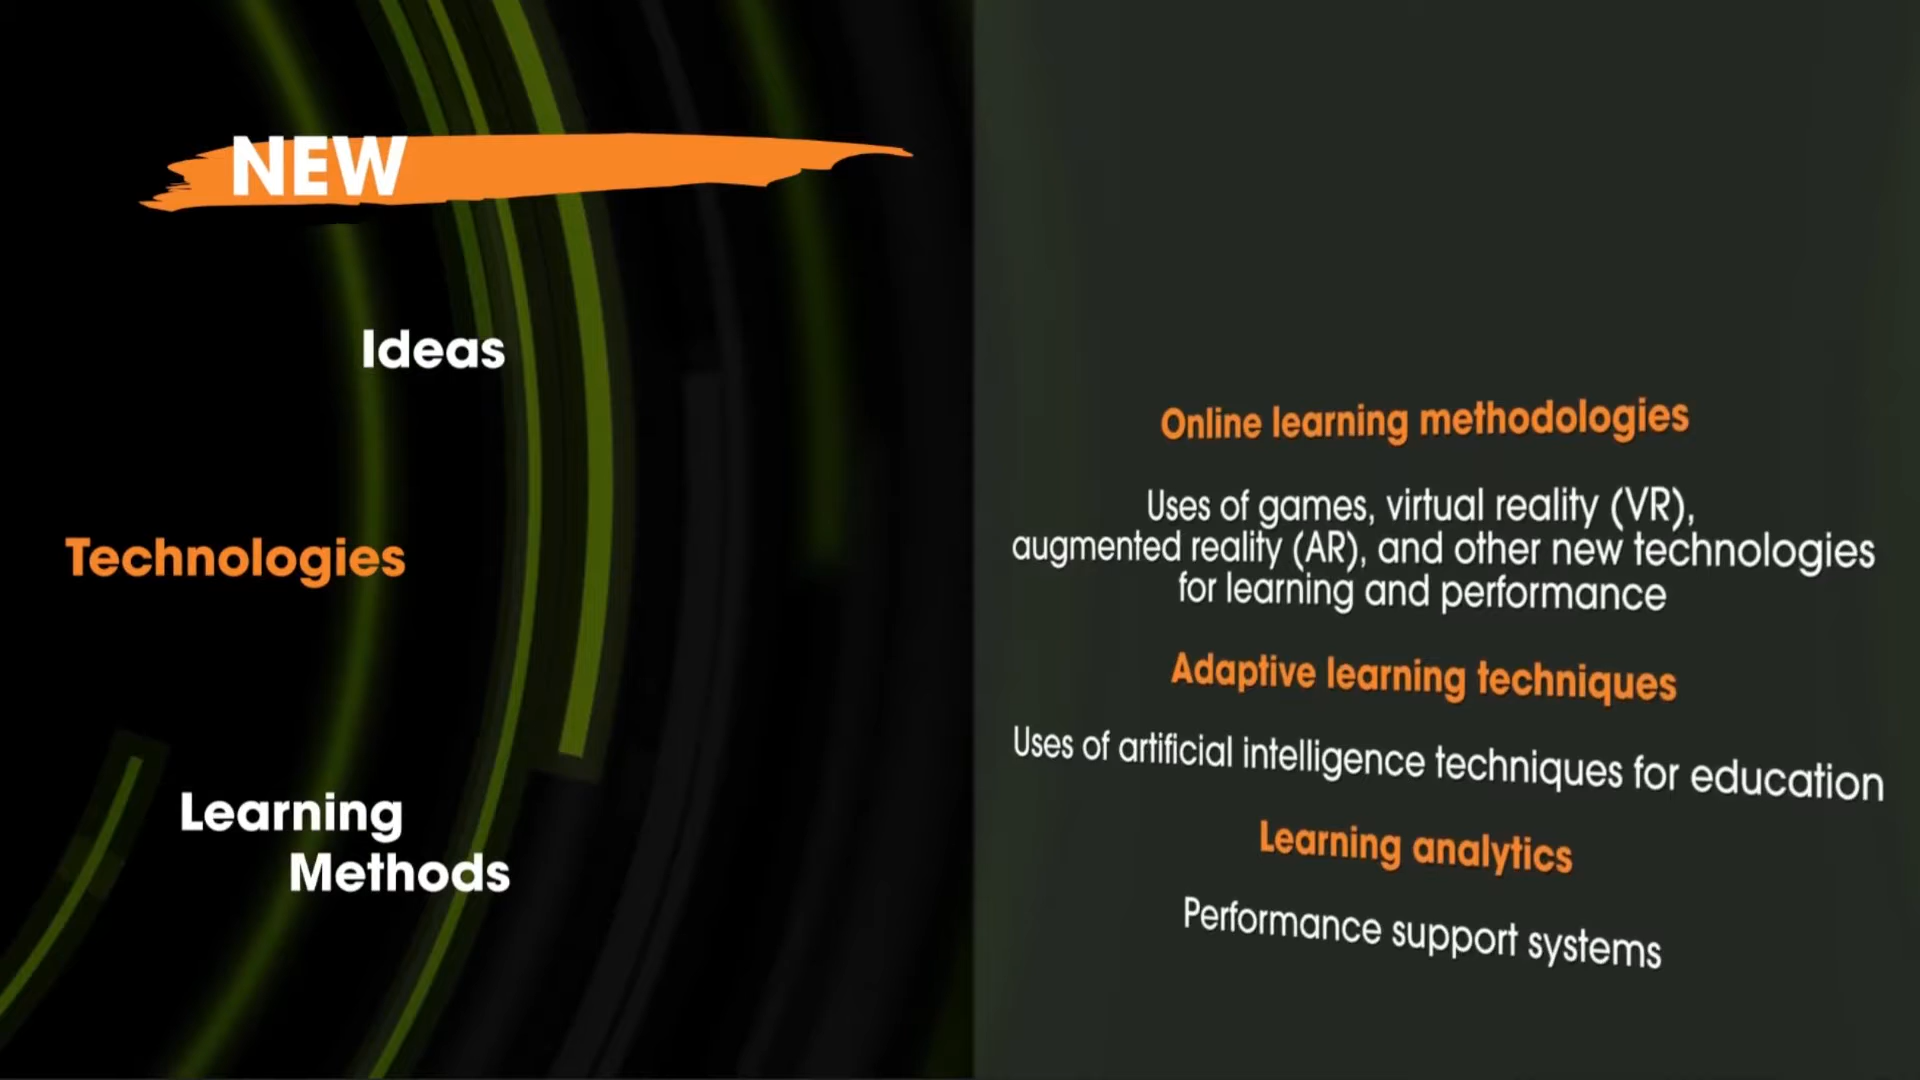 NEW
Ideas
Technologies
Learning
Methods
Online learning methodologies
Uses of games, virtual reality (VR),
augmented reality (AR), and other new technologies
for learning and performance
Adaptive learning techniques
Uses of artificial intelligence techniques for education
Learning analytics
Performance support systems